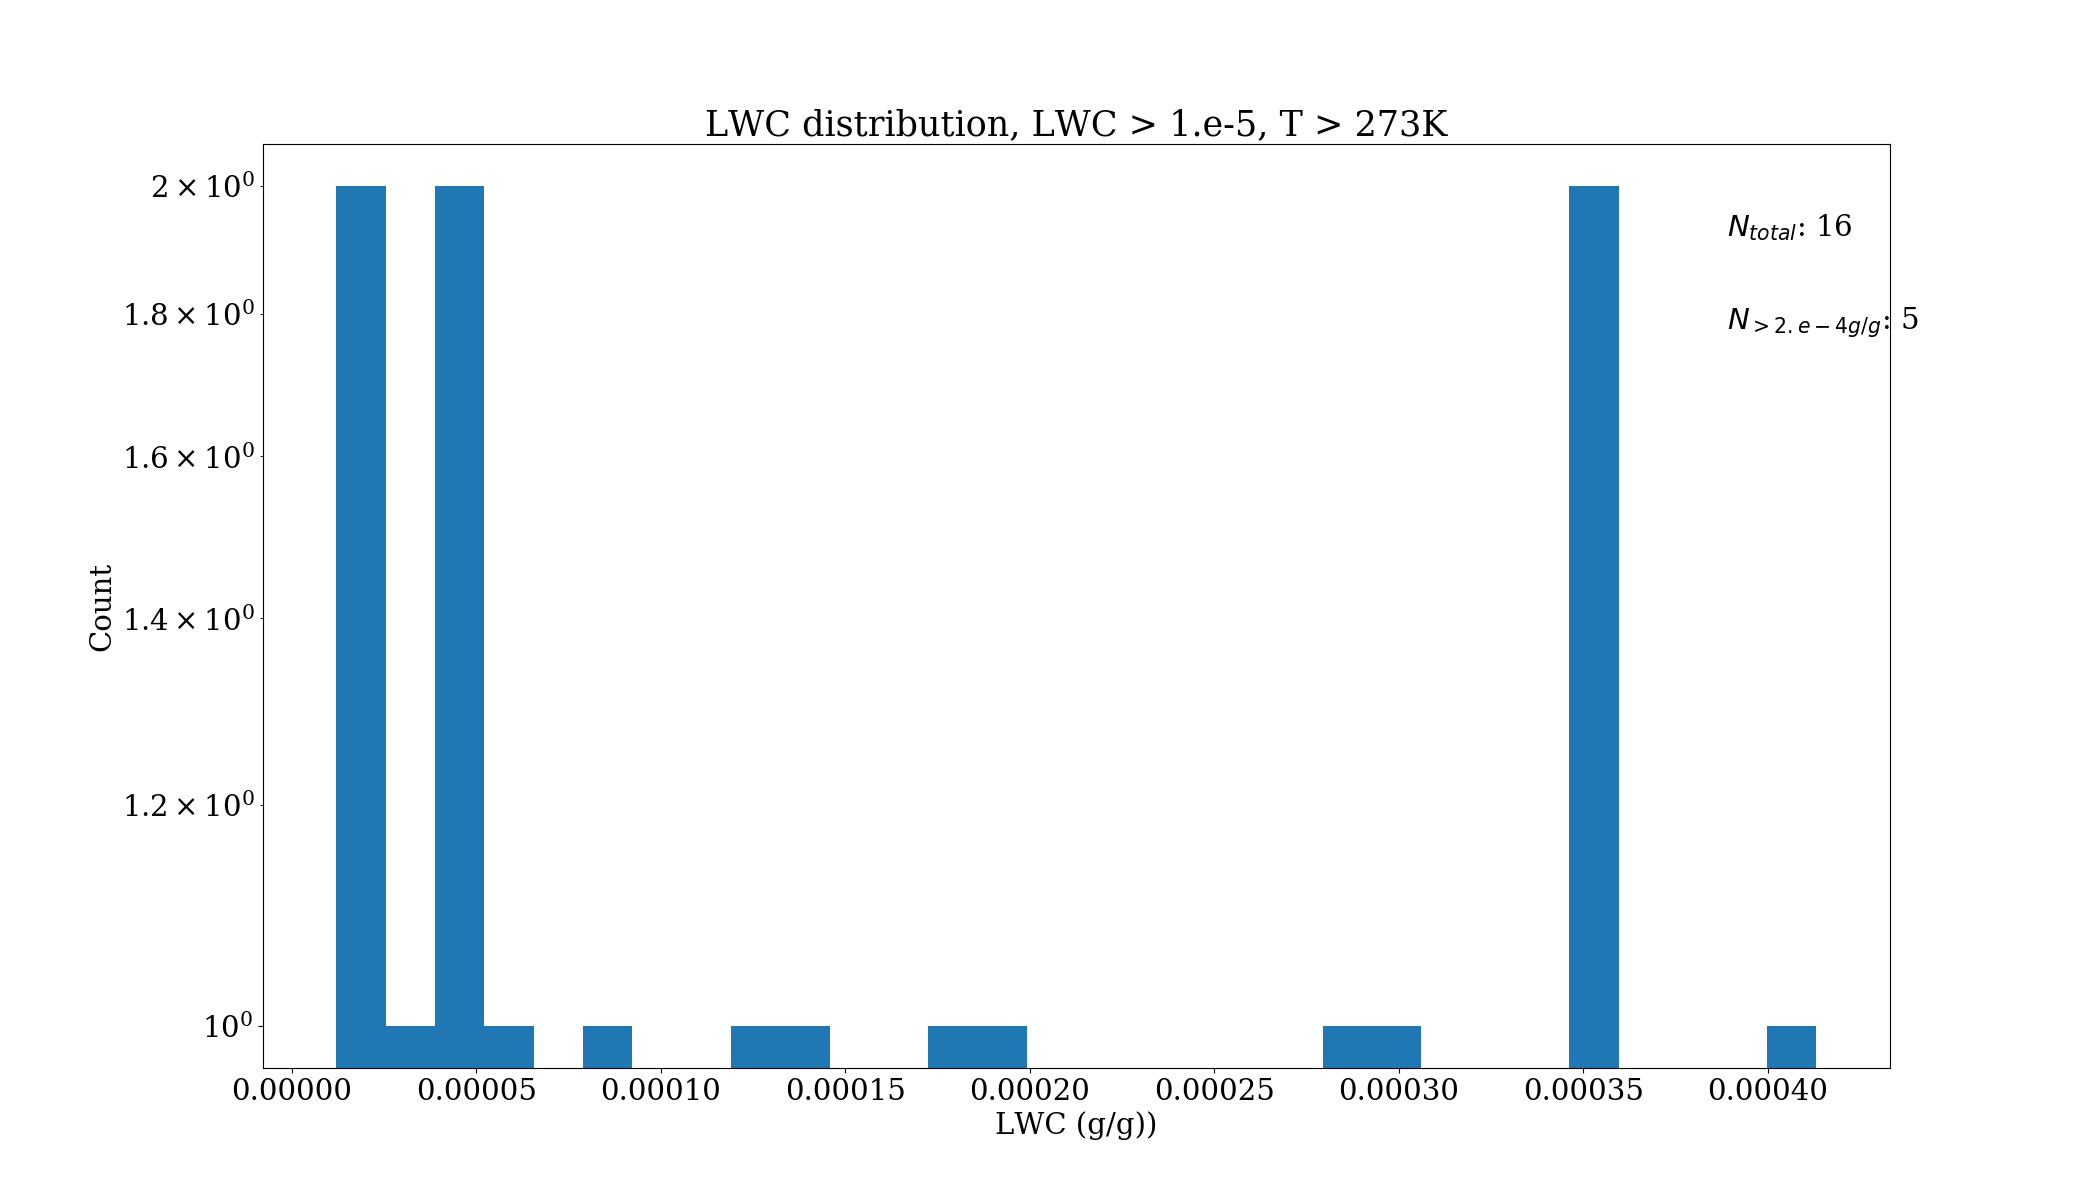 LWC distribution, LWC > 1.e-5, T > 273K
2 × 10⁰
N_total: 16
1.8 × 10⁰
N_>2.e−4g/g: 5
1.6 × 10⁰
Count
1.4 × 10⁰
1.2 × 10⁰
10⁰
0.00000 0.00005 0.00010 0.00015 0.00020 0.00025 0.00030 0.00035 0.00040
LWC (g/g))